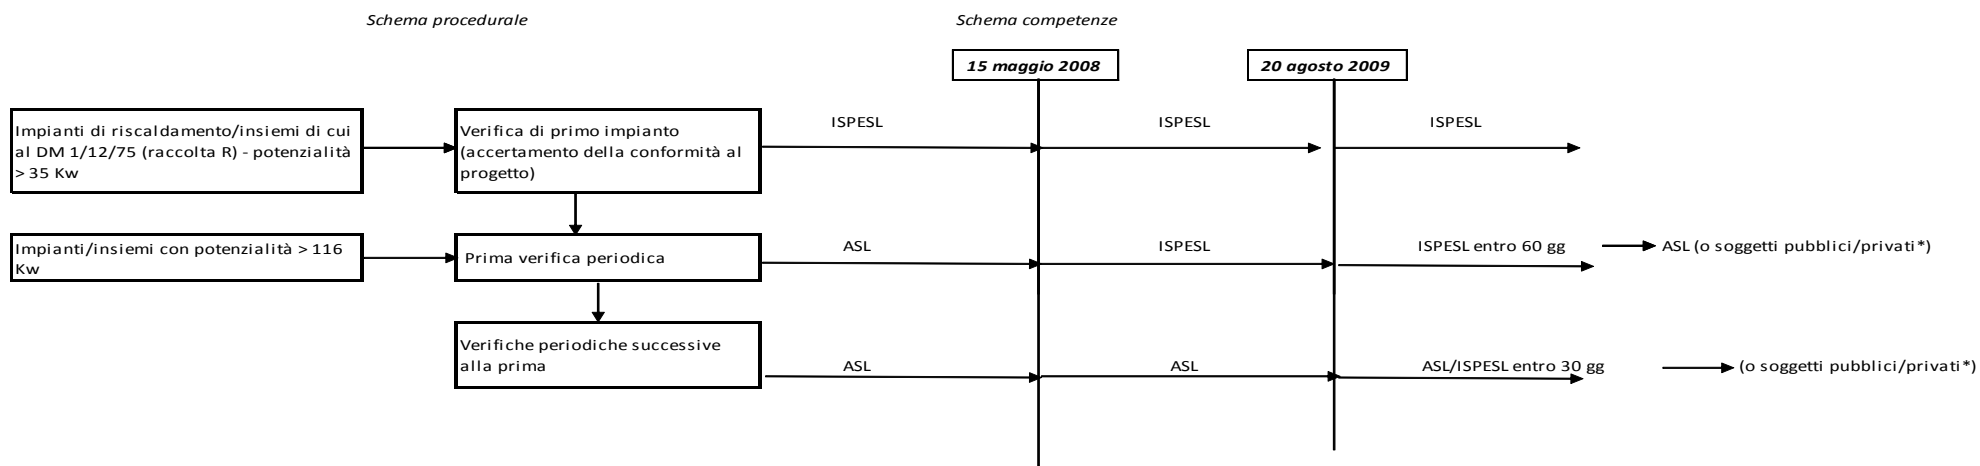 Schema procedurale
Schema competenze
15 maggio 2008
20 agosto 2009
Impianti di riscaldamento/insiemi di cui
al DM 1/12/75 (raccolta R) - potenzialità
> 35 Kw
Verifica di primo impianto
(accertamento della conformità al
progetto)
ISPESL
ISPESL
ISPESL
Impianti/insiemi con potenzialità > 116
Kw
Prima verifica periodica
ASL
ISPESL
ISPESL entro 60 gg
ASL (o soggetti pubblici/privati*)
Verifiche periodiche successive
alla prima
ASL
ASL
ASL/ISPESL entro 30 gg
(o soggetti pubblici/privati*)